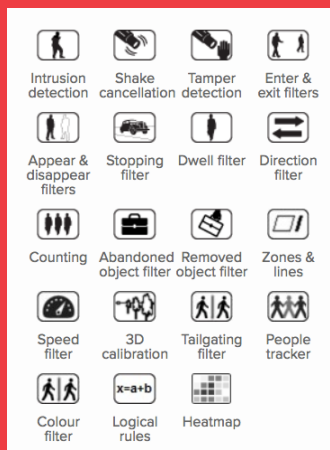 Intrusion detection
Shake cancellation
Tamper detection
Enter & exit filters
Appear & disappear filters
Stopping filter
Dwell filter
Direction filter
Counting
Abandoned object filter
Removed object filter
Zones & lines
Speed filter
3D calibration
Tailgating filter
People tracker
Colour filter
x=a+b
Logical rules
Heatmap